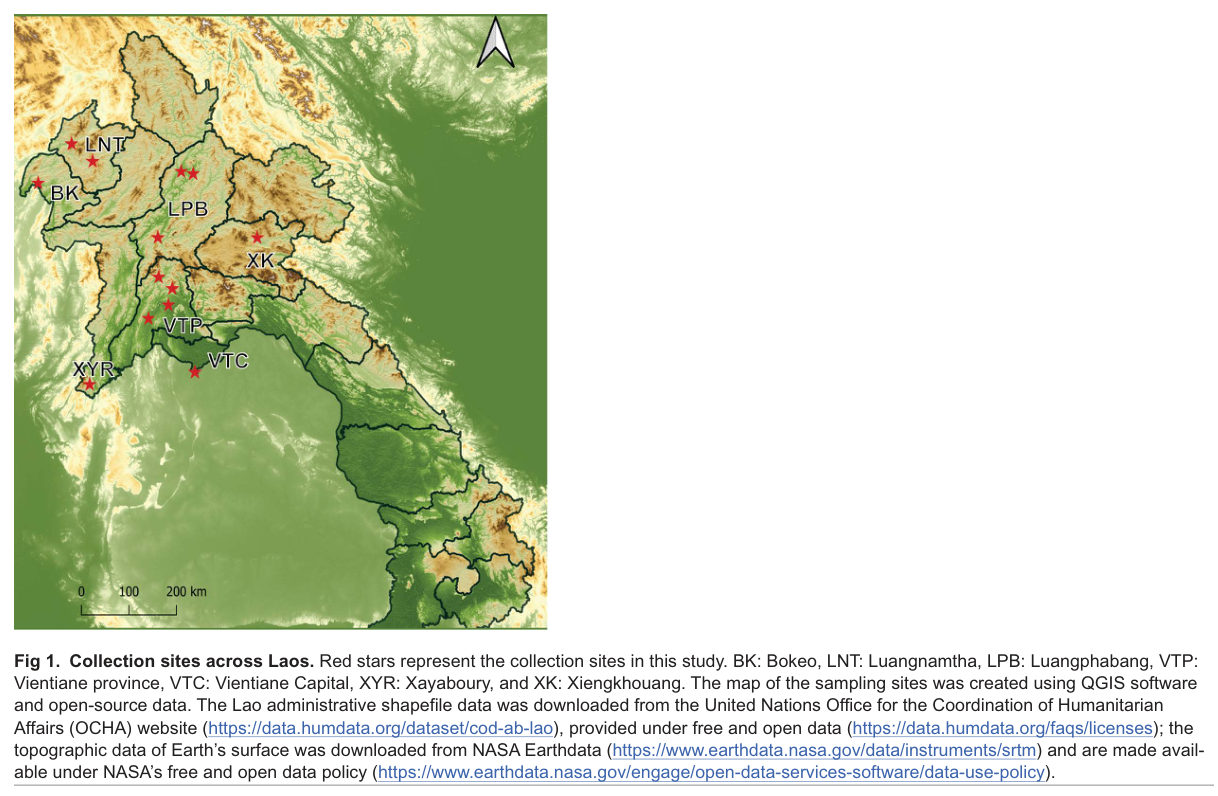 LNT
BK
LPB
XK
VTP
VTC
XYR
0 100 200 km
Fig 1. Collection sites across Laos. Red stars represent the collection sites in this study. BK: Bokeo, LNT: Luangnamtha, LPB: Luangphabang, VTP:
Vientiane province, VTC: Vientiane Capital, XYR: Xayaboury, and XK: Xiengkhouang. The map of the sampling sites was created using QGIS software
and open-source data. The Lao administrative shapefile data was downloaded from the United Nations Office for the Coordination of Humanitarian
Affairs (OCHA) website (https://data.humdata.org/dataset/cod-ab-lao), provided under free and open data (https://data.humdata.org/faqs/licenses); the
topographic data of Earth’s surface was downloaded from NASA Earthdata (https://www.earthdata.nasa.gov/data/instruments/srtm) and are made avail-
able under NASA’s free and open data policy (https://www.earthdata.nasa.gov/engage/open-data-services-software/data-use-policy).